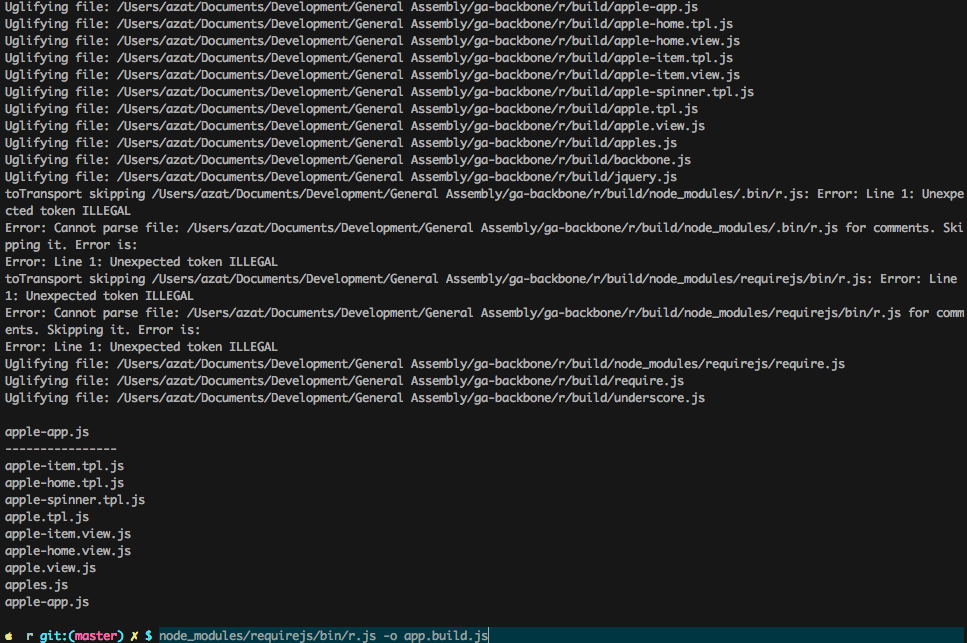 Uglifying file: /Users/azat/Documents/Development/General Assembly/ga-backbone/r/build/apple-app.js
Uglifying file: /Users/azat/Documents/Development/General Assembly/ga-backbone/r/build/apple-home.tpl.js
Uglifying file: /Users/azat/Documents/Development/General Assembly/ga-backbone/r/build/apple-home.view.js
Uglifying file: /Users/azat/Documents/Development/General Assembly/ga-backbone/r/build/apple-item.tpl.js
Uglifying file: /Users/azat/Documents/Development/General Assembly/ga-backbone/r/build/apple-item.view.js
Uglifying file: /Users/azat/Documents/Development/General Assembly/ga-backbone/r/build/apple-spinner.tpl.js
Uglifying file: /Users/azat/Documents/Development/General Assembly/ga-backbone/r/build/apple.tpl.js
Uglifying file: /Users/azat/Documents/Development/General Assembly/ga-backbone/r/build/apple.view.js
Uglifying file: /Users/azat/Documents/Development/General Assembly/ga-backbone/r/build/apples.js
Uglifying file: /Users/azat/Documents/Development/General Assembly/ga-backbone/r/build/backbone.js
Uglifying file: /Users/azat/Documents/Development/General Assembly/ga-backbone/r/build/jquery.js
toTransport skipping /Users/azat/Documents/Development/General Assembly/ga-backbone/r/build/node_modules/.bin/r.js: Error: Line 1: Unexpe
cted token ILLEGAL
Error: Cannot parse file: /Users/azat/Documents/Development/General Assembly/ga-backbone/r/build/node_modules/.bin/r.js for comments. Ski
pping it. Error is:
Error: Line 1: Unexpected token ILLEGAL
toTransport skipping /Users/azat/Documents/Development/General Assembly/ga-backbone/r/build/node_modules/requirejs/bin/r.js: Error: Line
1: Unexpected token ILLEGAL
Error: Cannot parse file: /Users/azat/Documents/Development/General Assembly/ga-backbone/r/build/node_modules/requirejs/bin/r.js for comm
ents. Skipping it. Error is:
Error: Line 1: Unexpected token ILLEGAL
Uglifying file: /Users/azat/Documents/Development/General Assembly/ga-backbone/r/build/node_modules/requirejs/require.js
Uglifying file: /Users/azat/Documents/Development/General Assembly/ga-backbone/r/build/require.js
Uglifying file: /Users/azat/Documents/Development/General Assembly/ga-backbone/r/build/underscore.js
apple-app.js
----------------
apple-item.tpl.js
apple-home.tpl.js
apple-spinner.tpl.js
apple.tpl.js
apple-item.view.js
apple-home.view.js
apple.view.js
apples.js
apple-app.js
r git:(master) ✗ $ node_modules/requirejs/bin/r.js -o app.build.js